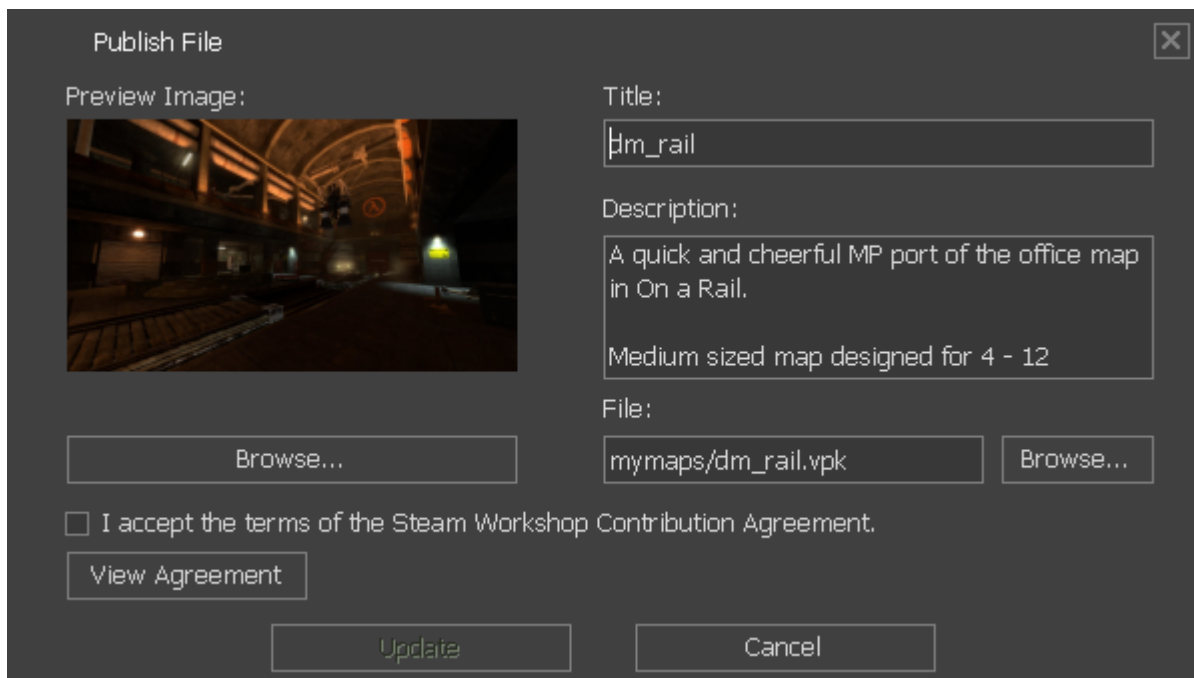 Publish File
Preview Image:
Browse...
Title:
dm_rail
Description:
A quick and cheerful MP port of the office map
in On a Rail.
Medium sized map designed for 4 - 12
File:
mymaps/dm_rail.vpk
Browse...
I accept the terms of the Steam Workshop Contribution Agreement.
View Agreement
Update
Cancel